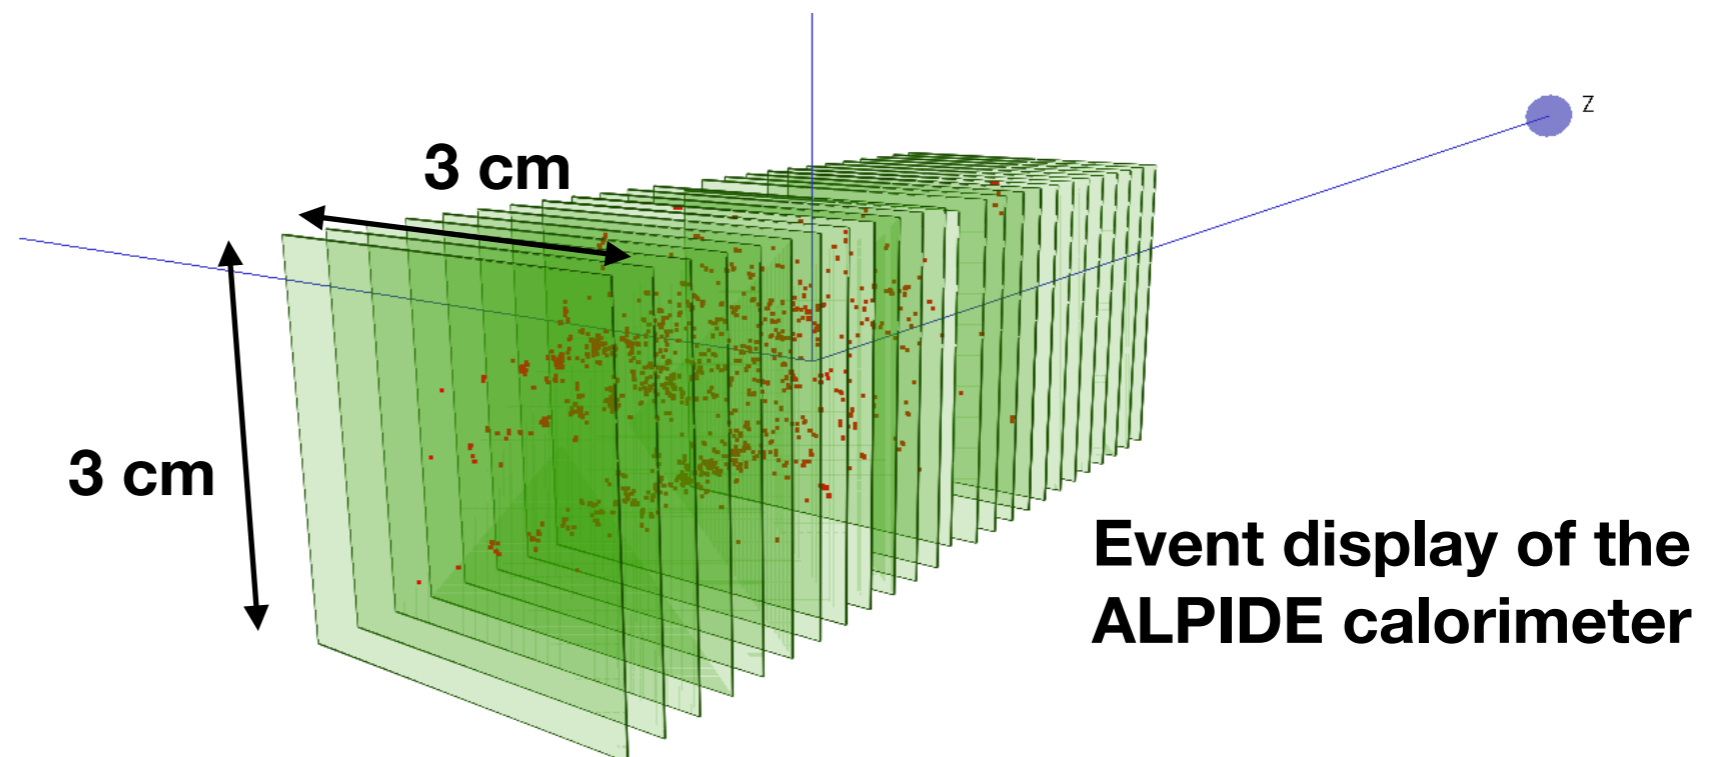 Z
3 cm
3 cm
Event display of the
ALPIDE calorimeter